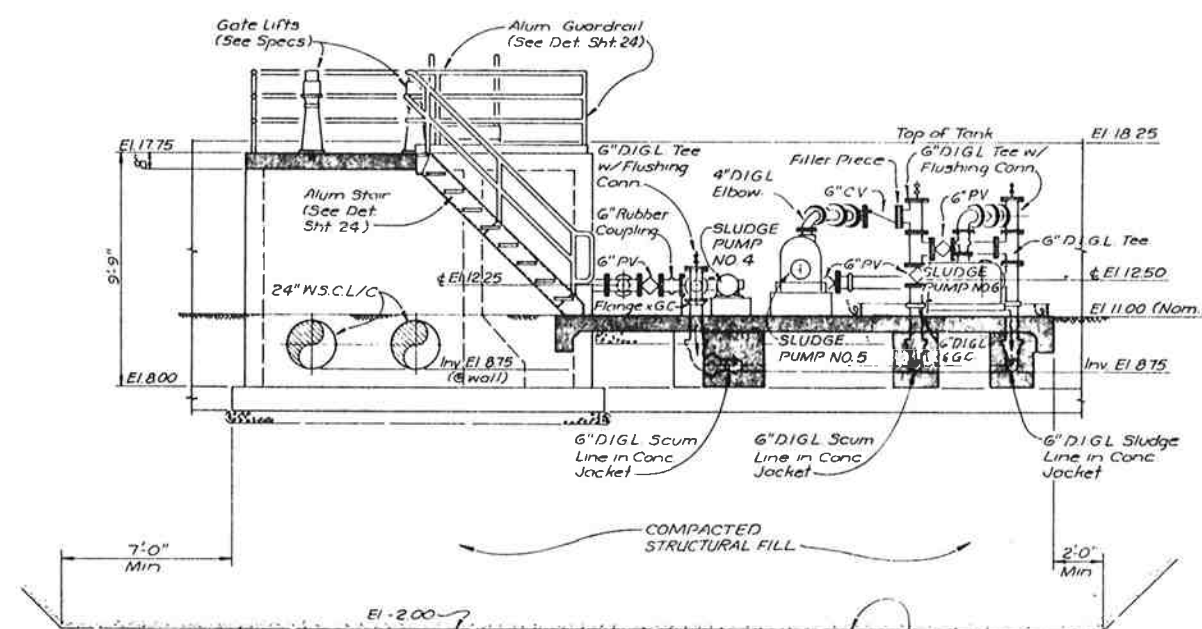 Gate Lifts
(See Specs)
Alum Guardrail
(See Det. Sht. 24)
El. 17.75
8"
9'-9"
El. 8.00
Alum Stair
(See Det.
Sht 24)
24" W.S.C.L/C
Inv El 8.75
(@ wall)
℄ El. 12.25
6" D.I.G.L. Tee
w/Flushing
Conn.
6" Rubber
Coupling
6" PV
Flange x G.C.
SLUDGE
PUMP
NO. 4
4" DIGL
Elbow
6" CV
Filler Piece
Top of Tank
6" DIGL Tee w/
Flushing Conn.
6" PV
6" D.I.G.L. Tee
El 18.25
6" PV
SLUDGE
PUMP NO.6
℄ El. 12.50
El 11.00 (Nom.
SLUDGE
PUMP NO.5
6" DIGL
x 6 GC
Inv. El 8.75
6" D.I.G.L Scum
Line in Conc
Jacket
6" D.I.G.L Scum
Line in Conc
Jacket
6" D.I.G.L Sludge
Line in Conc.
Jacket
COMPACTED
STRUCTURAL FILL
7'-0"
Min
2'-0"
Min
El -2.00